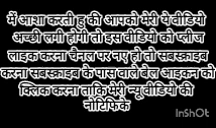 में आशा करती हु की आपको मेरी ये वीडियो
अच्छी लगी होगी तो इस वीडियो को प्लीज
लाइक करना चैनल पर नए हो तो सबस्क्राइब
करना सबस्क्राइब के पास वाले बेल आइकन को
क्लिक करना ताकि मेरी न्यू वीडियो की
नोटिफिके
InShOt